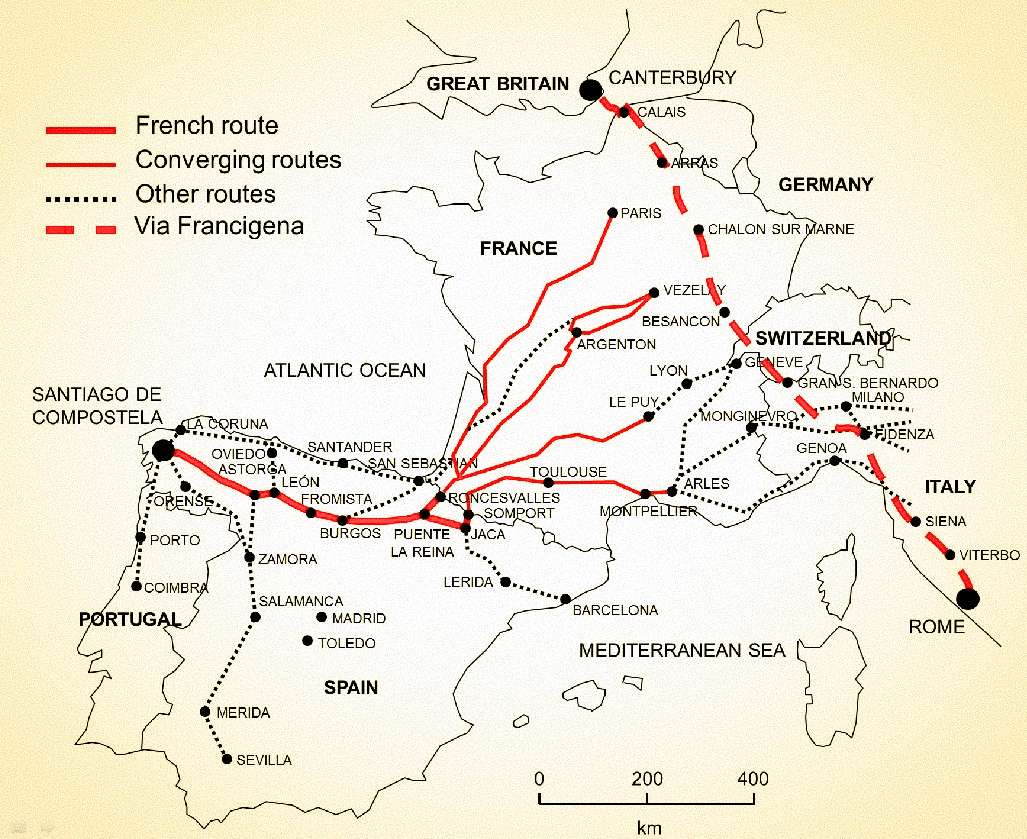 GREAT BRITAIN
CANTERBURY
CALAIS
French route
Converging routes
Other routes
Via Francigena
ARRAS
GERMANY
PARIS
CHALON SUR MARNE
FRANCE
VEZELAY
BESANCON
ARGENTON
SWITZERLAND
ATLANTIC OCEAN
GENEVE
LYON
GRAN S. BERNARDO
MILANO
SANTIAGO DE
COMPOSTELA
LE PUY
MONGINEVRO
LA CORUNA
FIDENZA
SANTANDER
OVIEDO
GENOA
SAN SEBASTIAN
ASTORGA
TOULOUSE
LEÓN
ARLES
ITALY
ORENSE
FROMISTA
RONCESVALLES
SOMPORT
MONTPELLIER
SIENA
BURGOS
PUENTE
LA REINA
JACA
PORTO
ZAMORA
VITERBO
COIMBRA
LERIDA
SALAMANCA
BARCELONA
PORTUGAL
MADRID
ROME
TOLEDO
MEDITERRANEAN SEA
SPAIN
MERIDA
SEVILLA
0 200 400
km